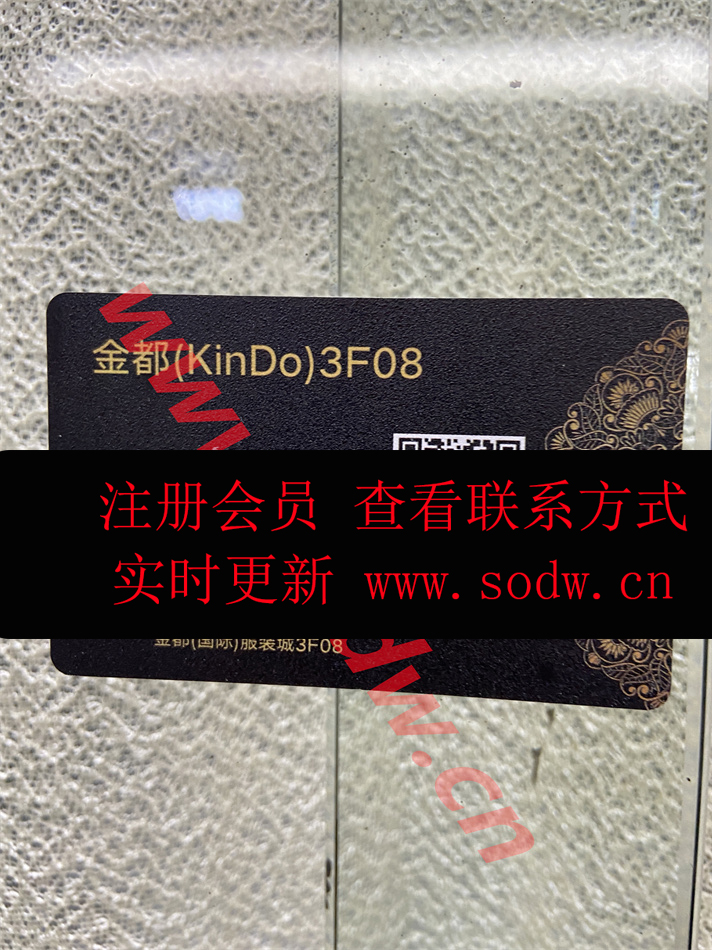 金都(KinDo)3F08
注册会员 查看联系方式
实时更新 www.sodw.cn
金都(国际)服装城3F08